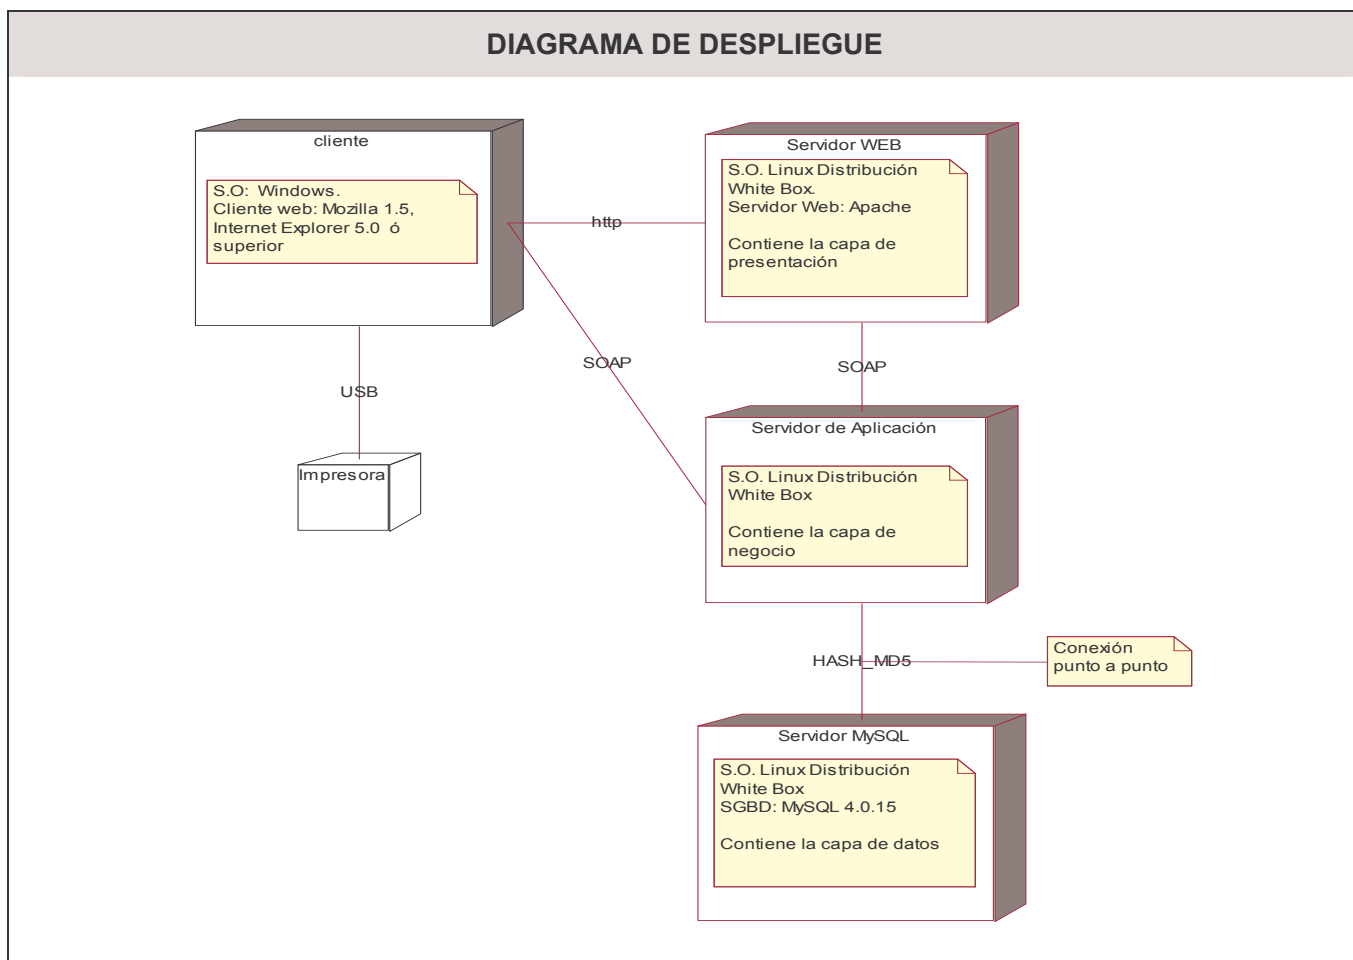 DIAGRAMA DE DESPLIEGUE
cliente
S.O: Windows.
Cliente web: Mozilla 1.5,
Internet Explorer 5.0 ó
superior
http
Servidor WEB
S.O. Linux Distribución
White Box.
Servidor Web: Apache
Contiene la capa de
presentación
SOAP
SOAP
USB
Impresora
Servidor de Aplicación
S.O. Linux Distribución
White Box
Contiene la capa de
negocio
HASH_MD5
Conexión
punto a punto
Servidor MySQL
S.O. Linux Distribución
White Box
SGBD: MySQL 4.0.15
Contiene la capa de datos